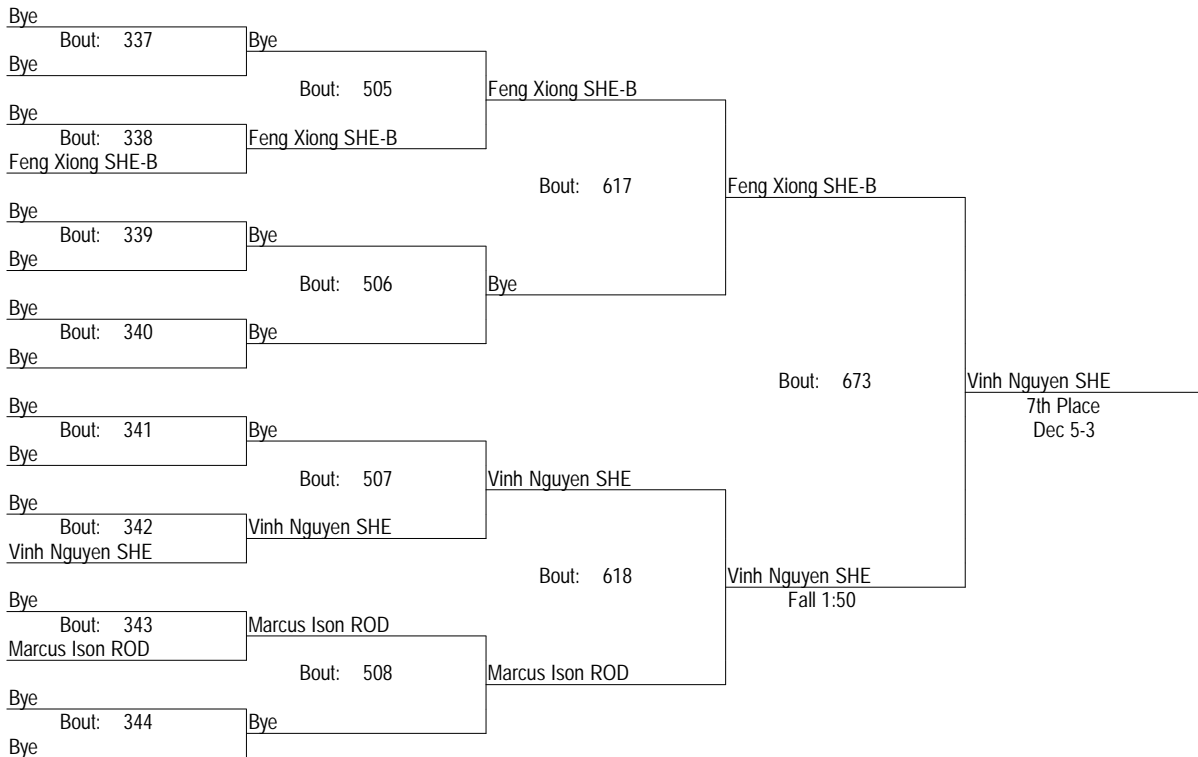 Bye
Bout: 337 Bye
Bye
Bout: 505 Feng Xiong SHE-B
Bye
Bout: 338 Feng Xiong SHE-B
Feng Xiong SHE-B
Bout: 617 Feng Xiong SHE-B
Bye
Bout: 339 Bye
Bye
Bout: 506 Bye
Bye
Bout: 340 Bye
Bye
Bout: 673 Vinh Nguyen SHE
7th Place
Dec 5-3
Bye
Bout: 341 Bye
Bye
Bout: 507 Vinh Nguyen SHE
Bye
Bout: 342 Vinh Nguyen SHE
Vinh Nguyen SHE
Bout: 618 Vinh Nguyen SHE
Fall 1:50
Bye
Bout: 343 Marcus Ison ROD
Marcus Ison ROD
Bout: 508 Marcus Ison ROD
Bye
Bout: 344 Bye
Bye